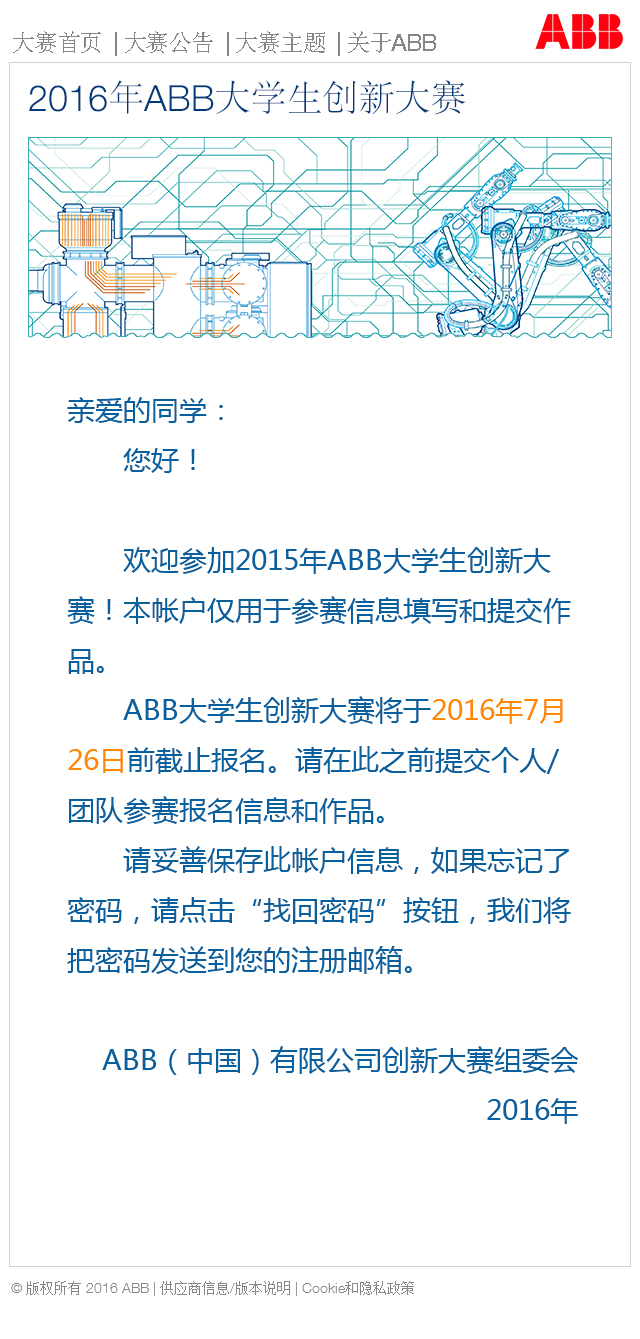 大赛首页 |大赛公告 |大赛主题 |关于ABB
ABB
2016年ABB大学生创新大赛
亲爱的同学：
您好！
欢迎参加2015年ABB大学生创新大
赛！本帐户仅用于参赛信息填写和提交作
品。
ABB大学生创新大赛将于2016年7月
26日前截止报名。请在此之前提交个人/
团队参赛报名信息和作品。
请妥善保存此帐户信息，如果忘记了
密码，请点击“找回密码”按钮，我们将
把密码发送到您的注册邮箱。
ABB（中国）有限公司创新大赛组委会
2016年
© 版权所有 2016 ABB | 供应商信息/版本说明 | Cookie和隐私政策